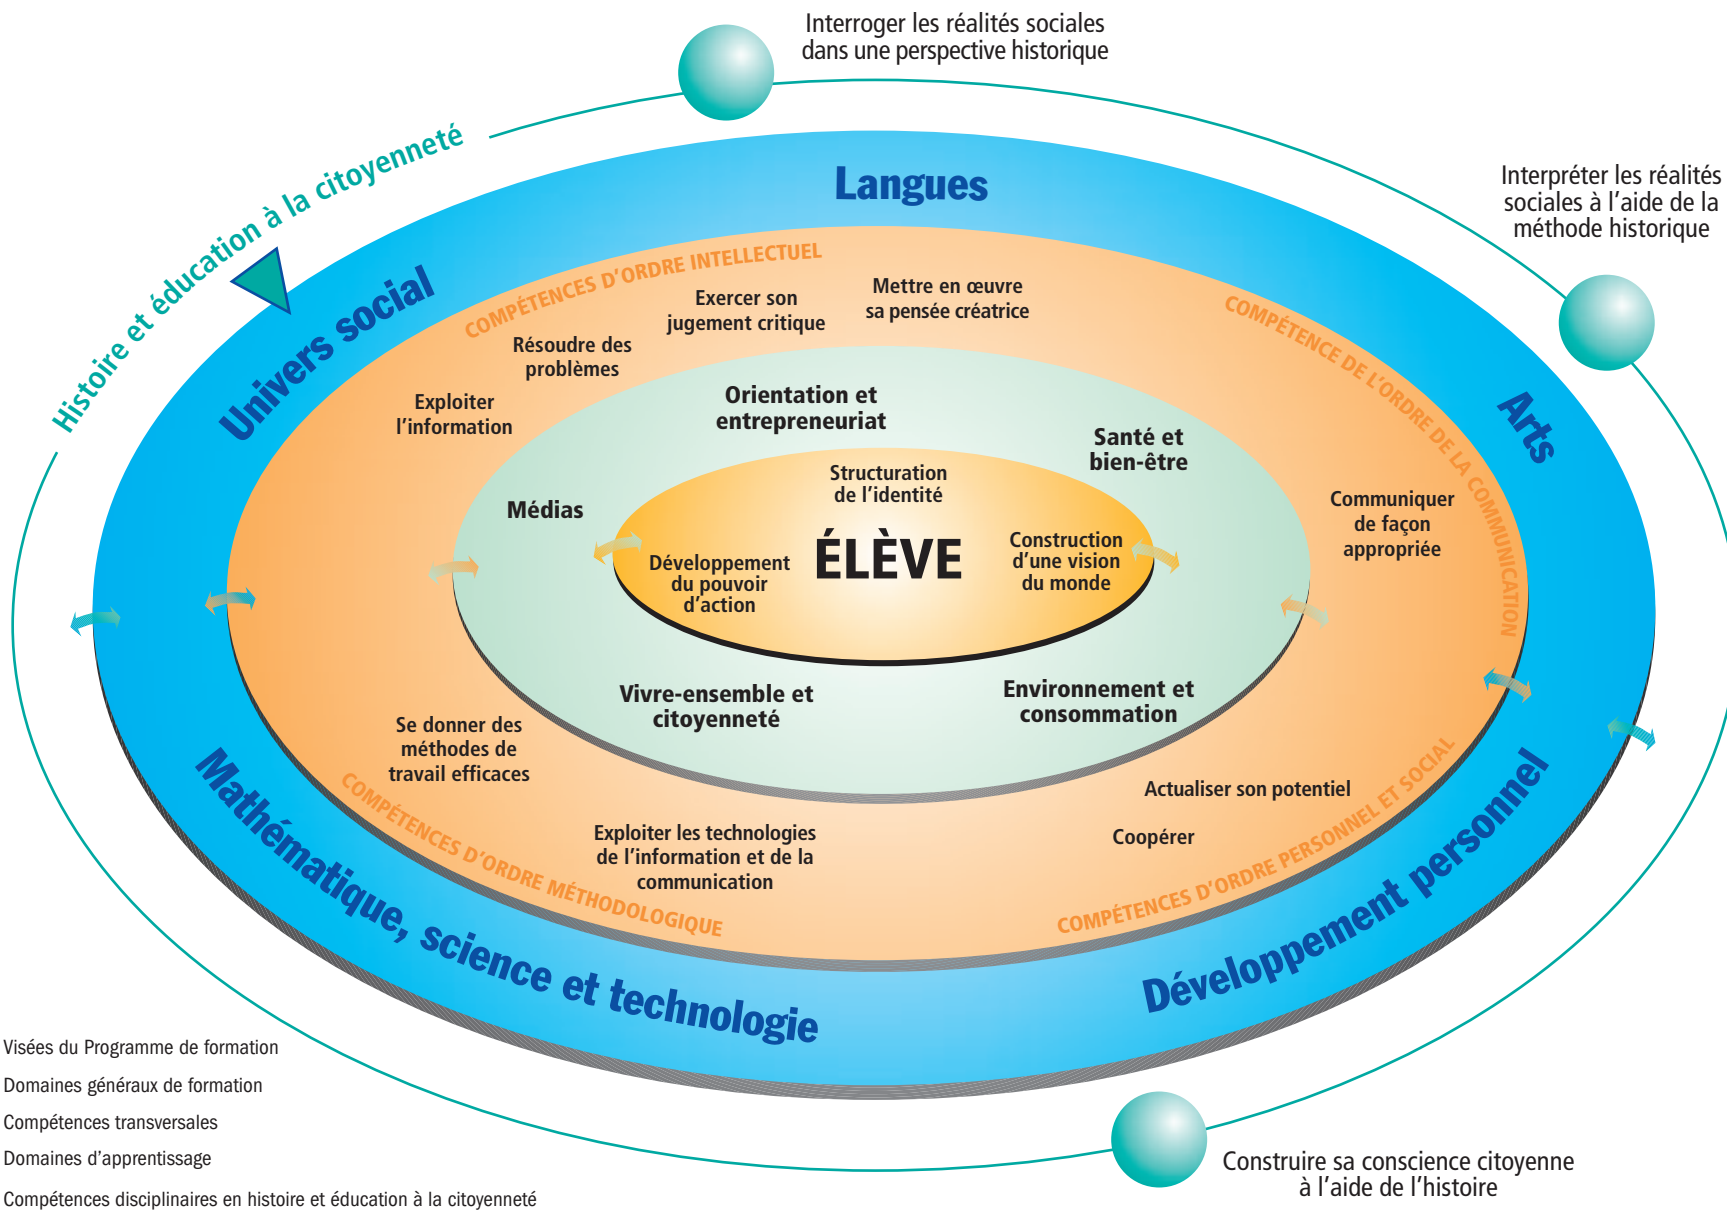 Interroger les réalités sociales
dans une perspective historique
Histoire et éducation à la citoyenneté
Interpréter les réalités
sociales à l'aide de la
méthode historique
Langues
Univers social
Arts
COMPÉTENCES D'ORDRE INTELLECTUEL
COMPÉTENCE DE L'ORDRE DE LA COMMUNICATION
Mettre en œuvre
sa pensée créatrice
Exercer son
jugement critique
Résoudre des
problèmes
Exploiter
l'information
Orientation et
entrepreneuriat
Santé et
bien-être
Médias
Structuration
de l'identité
ÉLÈVE
Développement
du pouvoir
d'action
Construction
d'une vision
du monde
Communiquer
de façon
appropriée
Vivre-ensemble et
citoyenneté
Environnement et
consommation
Se donner des
méthodes de
travail efficaces
Exploiter les technologies
de l'information et de la
communication
Actualiser son potentiel
Coopérer
COMPÉTENCES D'ORDRE MÉTHODOLOGIQUE
COMPÉTENCES D'ORDRE PERSONNEL ET SOCIAL
Mathématique, science et technologie
Développement personnel
Visées du Programme de formation
Domaines généraux de formation
Compétences transversales
Domaines d'apprentissage
Compétences disciplinaires en histoire et éducation à la citoyenneté
Construire sa conscience citoyenne
à l'aide de l'histoire